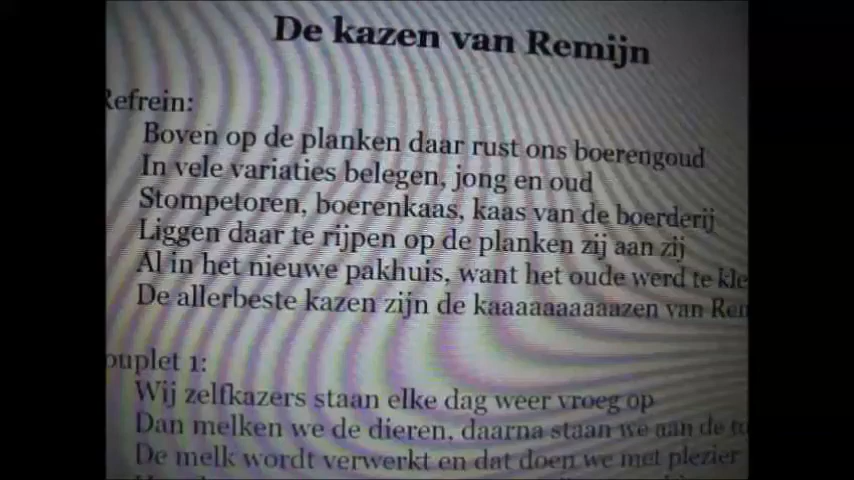 De kazen van Remijn
Refrein:
Boven op de planken daar rust ons boerengoud
In vele variaties belegen, jong en oud
Stompetoren, boerenkaas, kaas van de boerderij
Liggen daar te rijpen op de planken zij aan zij
Al in het nieuwe pakhuis, want het oude werd te kle
De allerbeste kazen zijn de kaaaaaaaaaazen van Rem
ouplet 1:
Wij zelfkazers staan elke dag weer vroeg op
Dan melken we de dieren, daarna staan we aan de
De melk wordt verwerkt en dat doen we met plezier